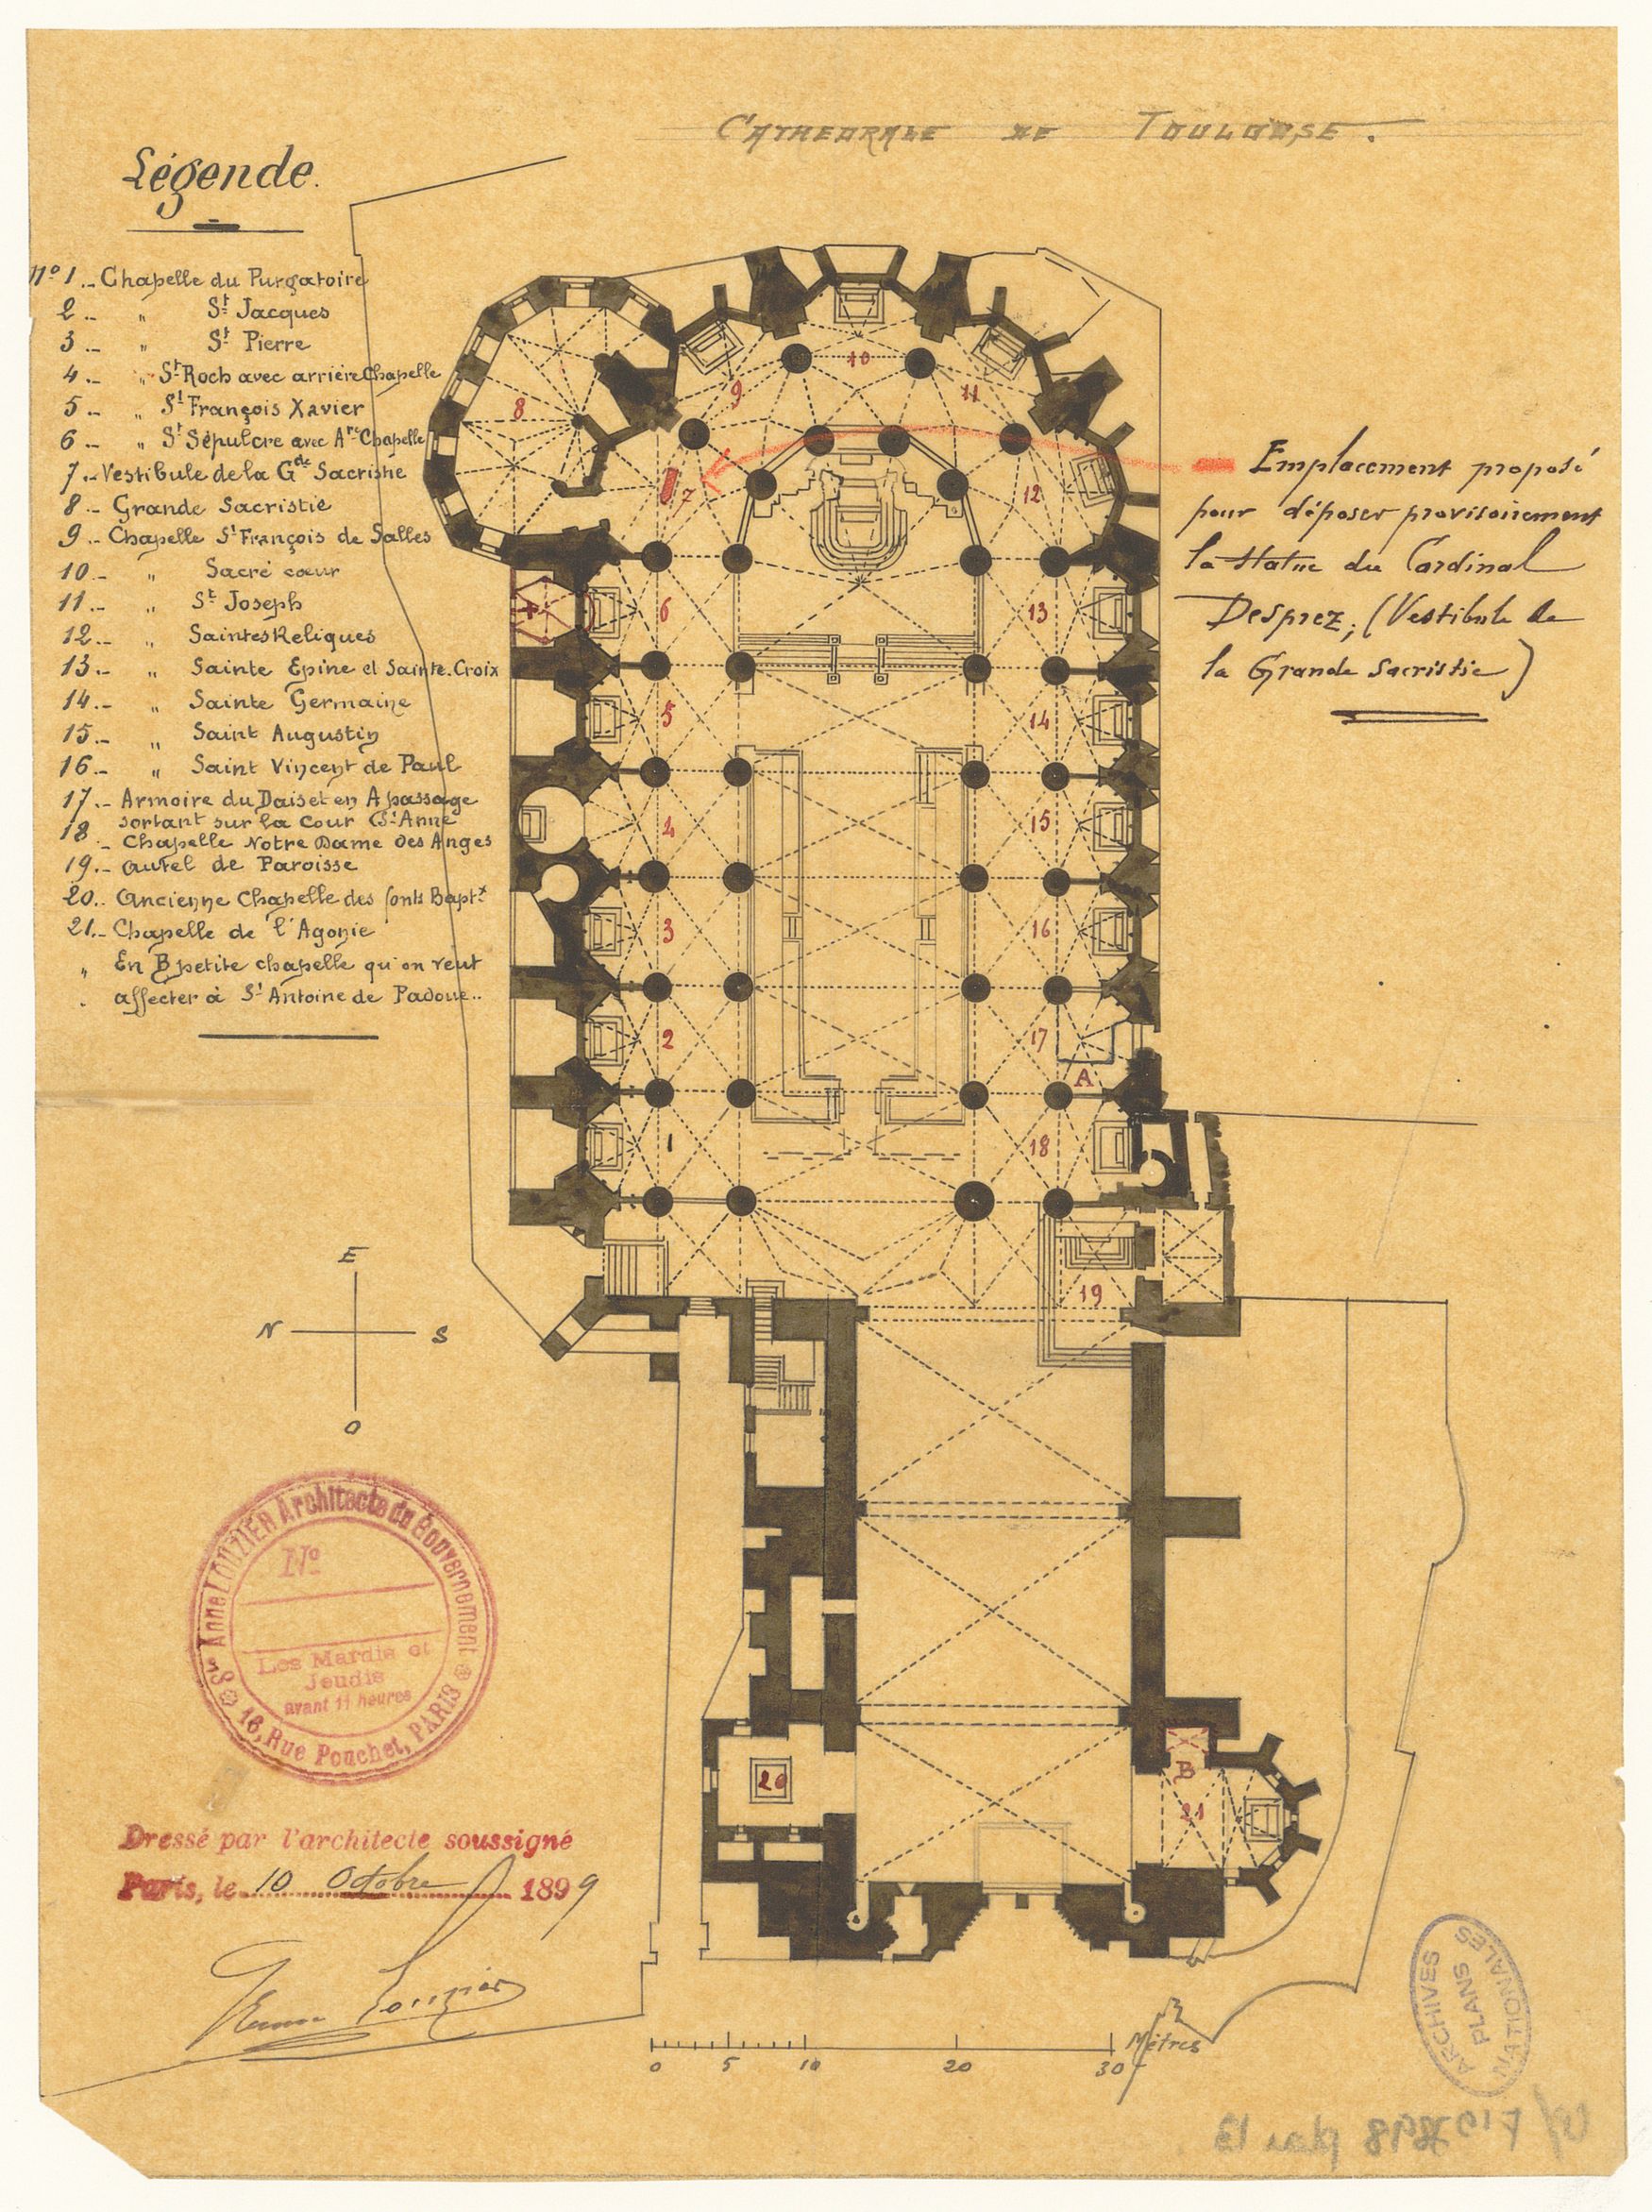 CATHEDRALE DE TOULOUSE.
Légende.
Nº 1.. Chapelle du Purgatoire
2.. " St Jacques
3.. " St Pierre
4.. " St Roch avec arrière Chapelle
5.. " St François Xavier
6.. " St Sépulcre avec Are Chapelle
7.. Vestibule de la Gde Sacristie
8.. Grande Sacristie
9.. Chapelle St François de Salles
10.. " Sacré cœur
11.. " St Joseph
12.. " Saintes Reliques
13.. " Sainte Epine et Sainte.Croix
14.. " Sainte Germaine
15.. " Saint Augustin
16.. " Saint Vincent de Paul
17.. Armoire du Dais et en A passage
sortant sur la cour Ste Anne
18.. Chapelle Notre Dame des Anges
19.. Autel de Paroisse
20.. Ancienne Chapelle des fonts Baptx
21.. Chapelle de l'Agonie
" En B petite chapelle qu'on veut
affecter à St Antoine de Padoue..
Emplacement proposé
pour déposer provisoirement
la statue du Cardinal
Desprez, (Vestibule de
la Grande Sacristie)
8
9
10
11
7
12
6
13
5
14
4
15
3
16
2
17
A
1
18
19
20
B
21
E
N S
O
Ste Anne LOUZIER Architecte du Gouvernement
16, Rue Pouchet, PARIS
Nº
Les Mardis et
Jeudis
avant 11 heures
Dressé par l'architecte soussigné
Paris, le 10 Octobre 1899
0 5 10 20 30 Mètres
ARCHIVES
PLANS
NATIONALES